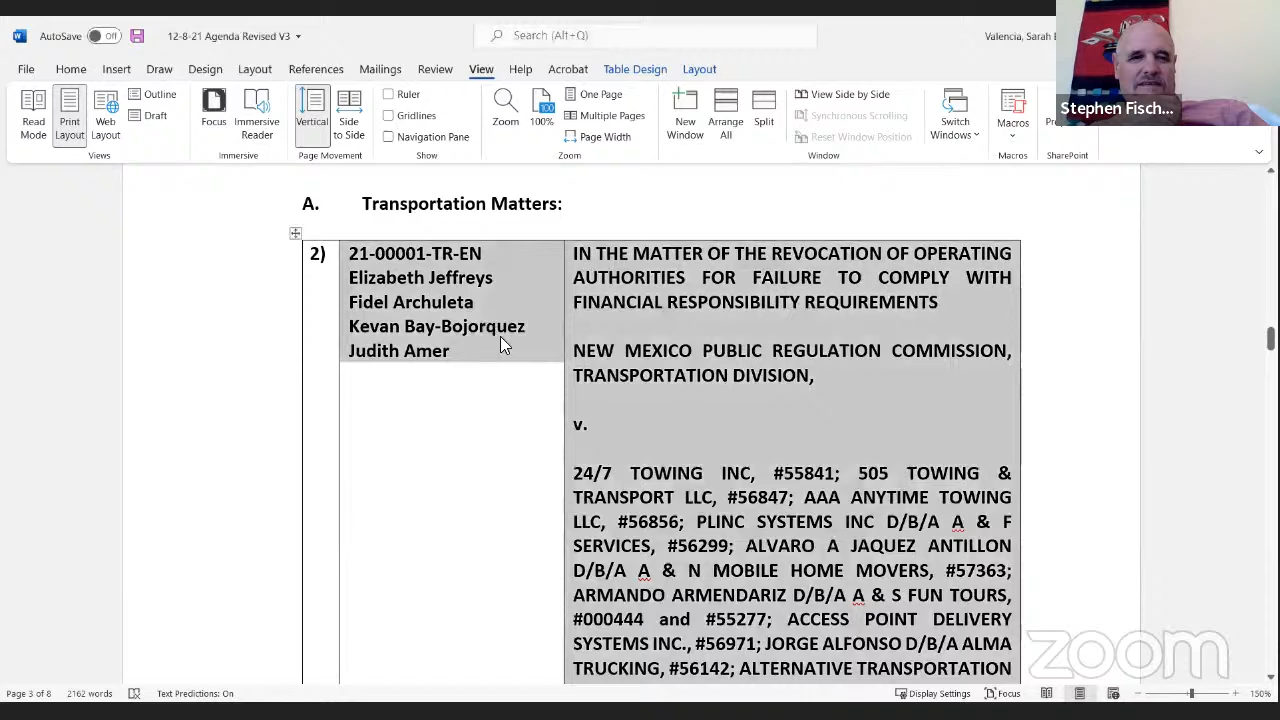 AutoSave Off 12-8-21 Agenda Revised V3 Search (Alt+Q) Valencia, Sarah
File Home Insert Draw Design Layout References Mailings Review View Help Acrobat Table Design Layout
Read Mode
Print Layout
Web Layout
Outline
Draft
Views
Focus
Immersive Reader
Immersive
Vertical
Side to Side
Page Movement
Ruler
Gridlines
Navigation Pane
Show
Zoom
100
100%
One Page
Multiple Pages
Page Width
Zoom
New Window
Arrange All
Split
View Side by Side
Synchronous Scrolling
Reset Window Position
Window
Switch Windows
Macros
Macros
SharePoint
Stephen Fisch...
A. Transportation Matters:
2) 21-00001-TR-EN
Elizabeth Jeffreys
Fidel Archuleta
Kevan Bay-Bojorquez
Judith Amer
IN THE MATTER OF THE REVOCATION OF OPERATING
AUTHORITIES FOR FAILURE TO COMPLY WITH
FINANCIAL RESPONSIBILITY REQUIREMENTS
NEW MEXICO PUBLIC REGULATION COMMISSION,
TRANSPORTATION DIVISION,
v.
24/7 TOWING INC, #55841; 505 TOWING &
TRANSPORT LLC, #56847; AAA ANYTIME TOWING
LLC, #56856; PLINC SYSTEMS INC D/B/A A & F
SERVICES, #56299; ALVARO A JAQUEZ ANTILLON
D/B/A A & N MOBILE HOME MOVERS, #57363;
ARMANDO ARMENDARIZ D/B/A A & S FUN TOURS,
#000444 and #55277; ACCESS POINT DELIVERY
SYSTEMS INC., #56971; JORGE ALFONSO D/B/A ALMA
TRUCKING, #56142; ALTERNATIVE TRANSPORTATION
zoom
Page 3 of 8 2162 words Text Predictions: On Display Settings Focus 150%